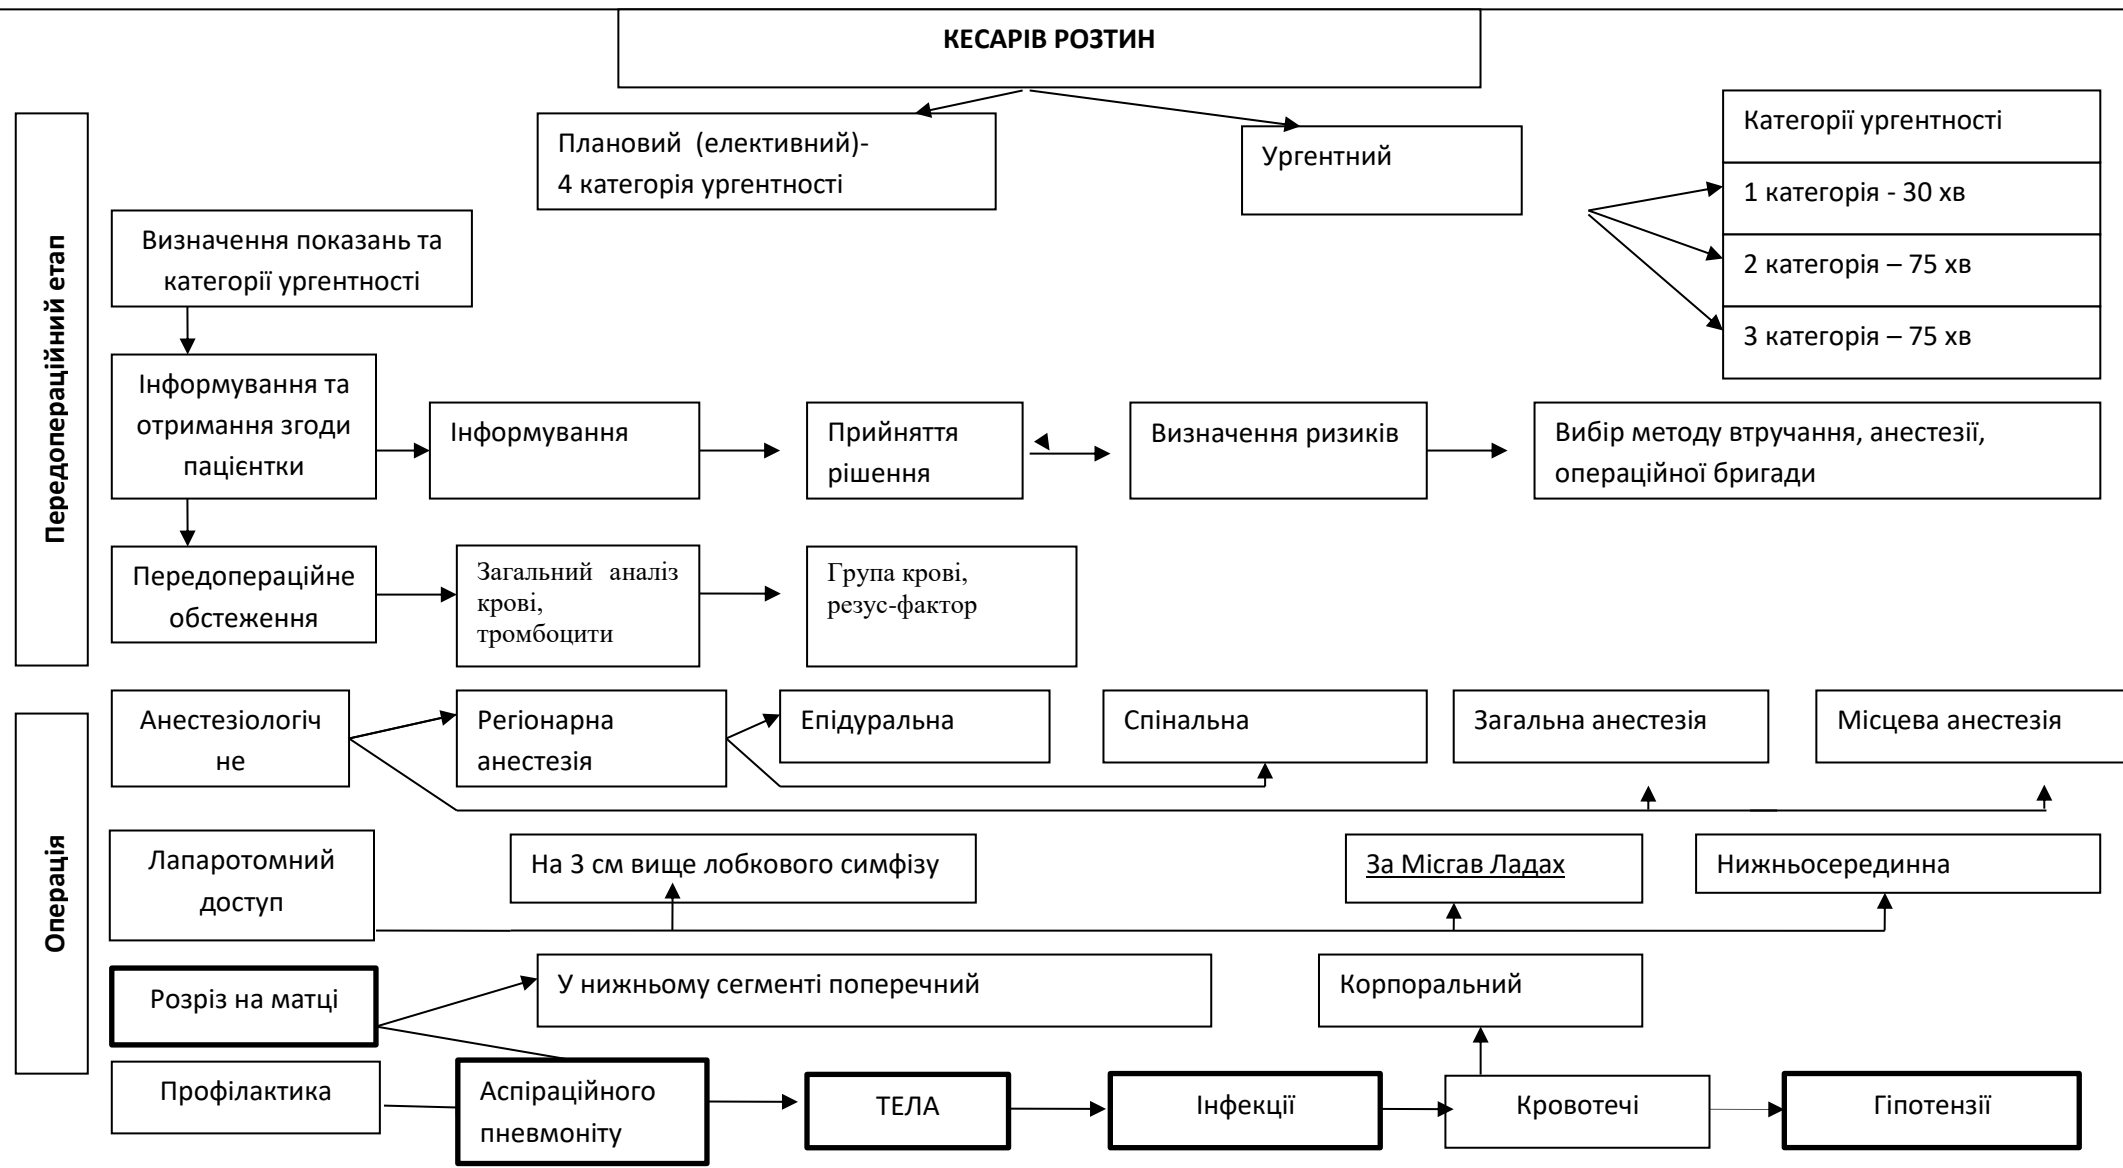 КЕСАРІВ РОЗТИН
Плановий (елективний)-
4 категорія ургентності
Ургентний
Категорії ургентності
1 категорія - 30 хв
2 категорія – 75 хв
3 категорія – 75 хв
Передопераційний етап
Визначення показань та
категорії ургентності
Інформування та
отримання згоди
пацієнтки
Інформування
Прийняття
рішення
Визначення ризиків
Вибір методу втручання, анестезії,
операційної бригади
Передопераційне
обстеження
Загальний аналіз
крові,
тромбоцити
Група крові,
резус-фактор
Операція
Анестезіологіч
не
Регіонарна
анестезія
Епідуральна
Спінальна
Загальна анестезія
Місцева анестезія
Лапаротомний
доступ
На 3 см вище лобкового симфізу
За Місгав Ладах
Нижньосерединна
Розріз на матці
У нижньому сегменті поперечний
Корпоральний
Профілактика
Аспіраційного
пневмоніту
ТЕЛА
Інфекції
Кровотечі
Гіпотензії